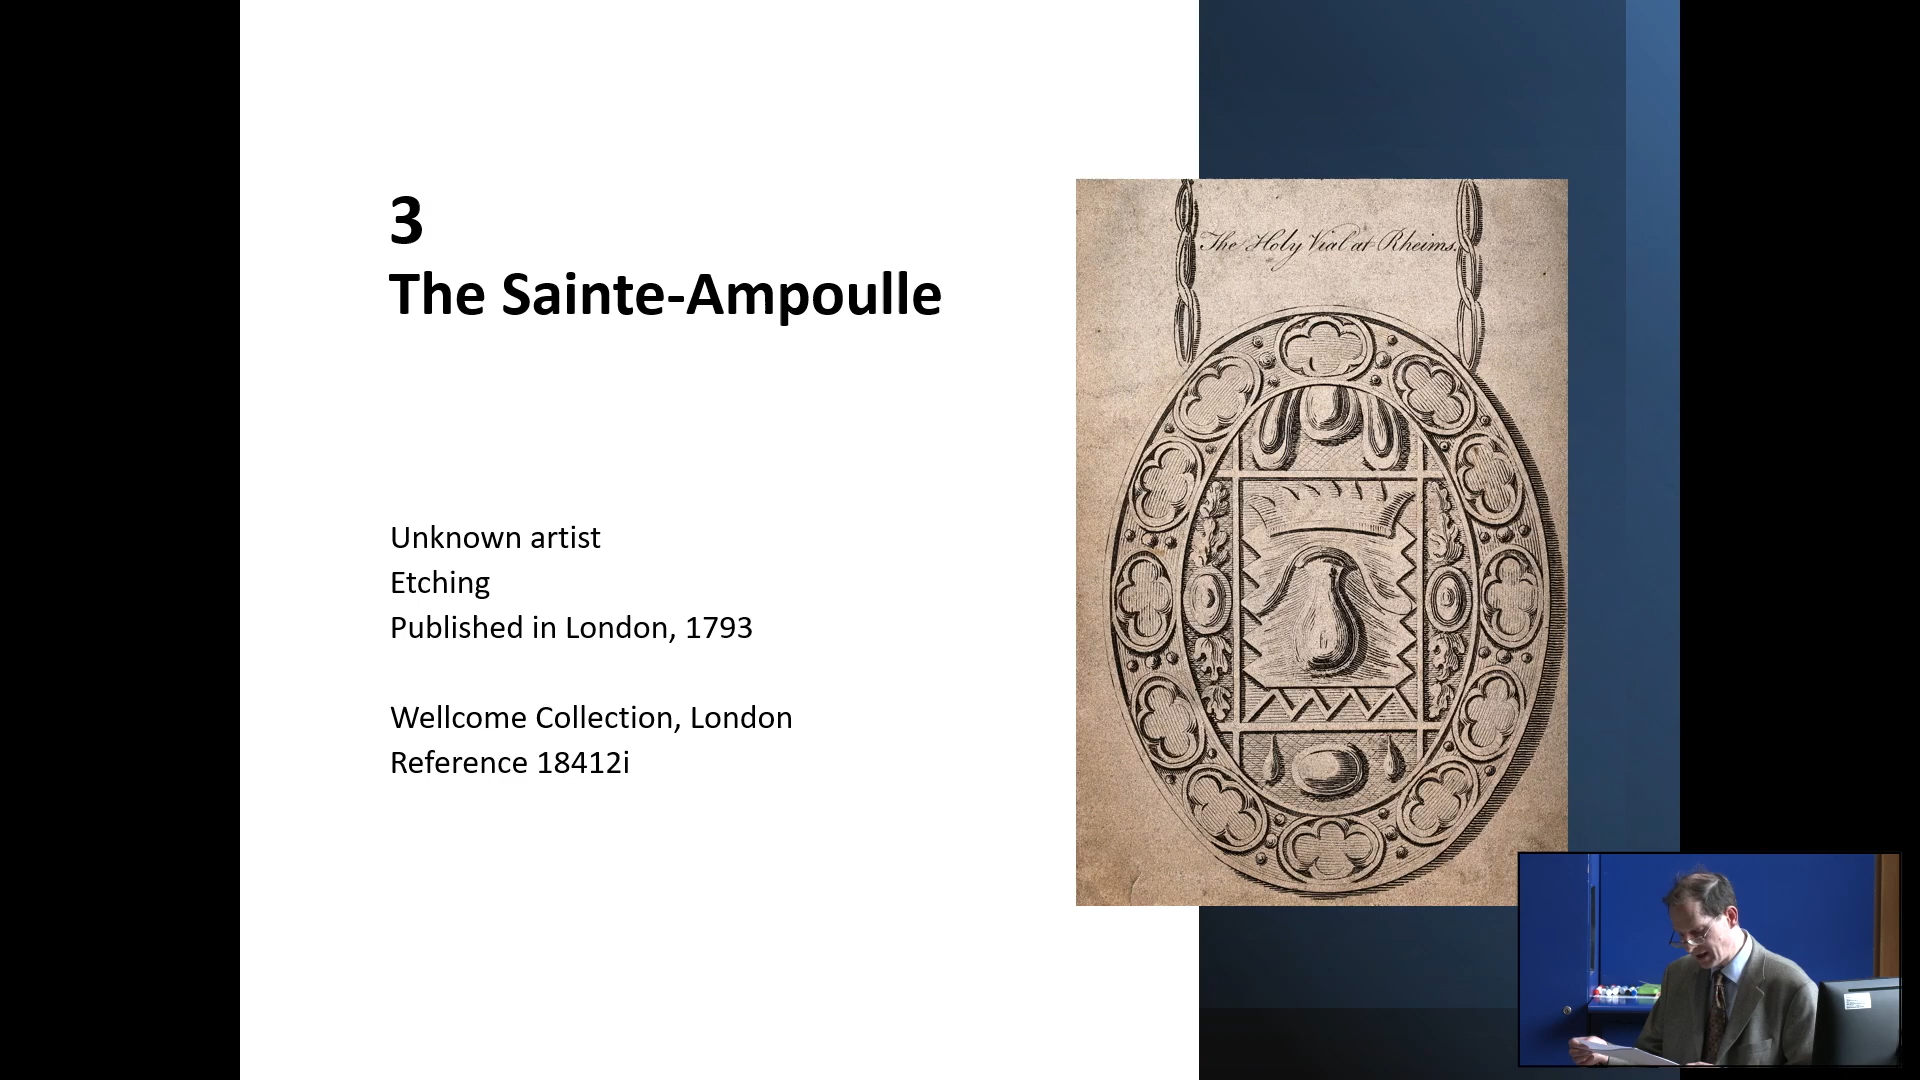 3
The Sainte-Ampoulle
Unknown artist
Etching
Published in London, 1793
Wellcome Collection, London
Reference 18412i
The Holy Vial at Rheims.